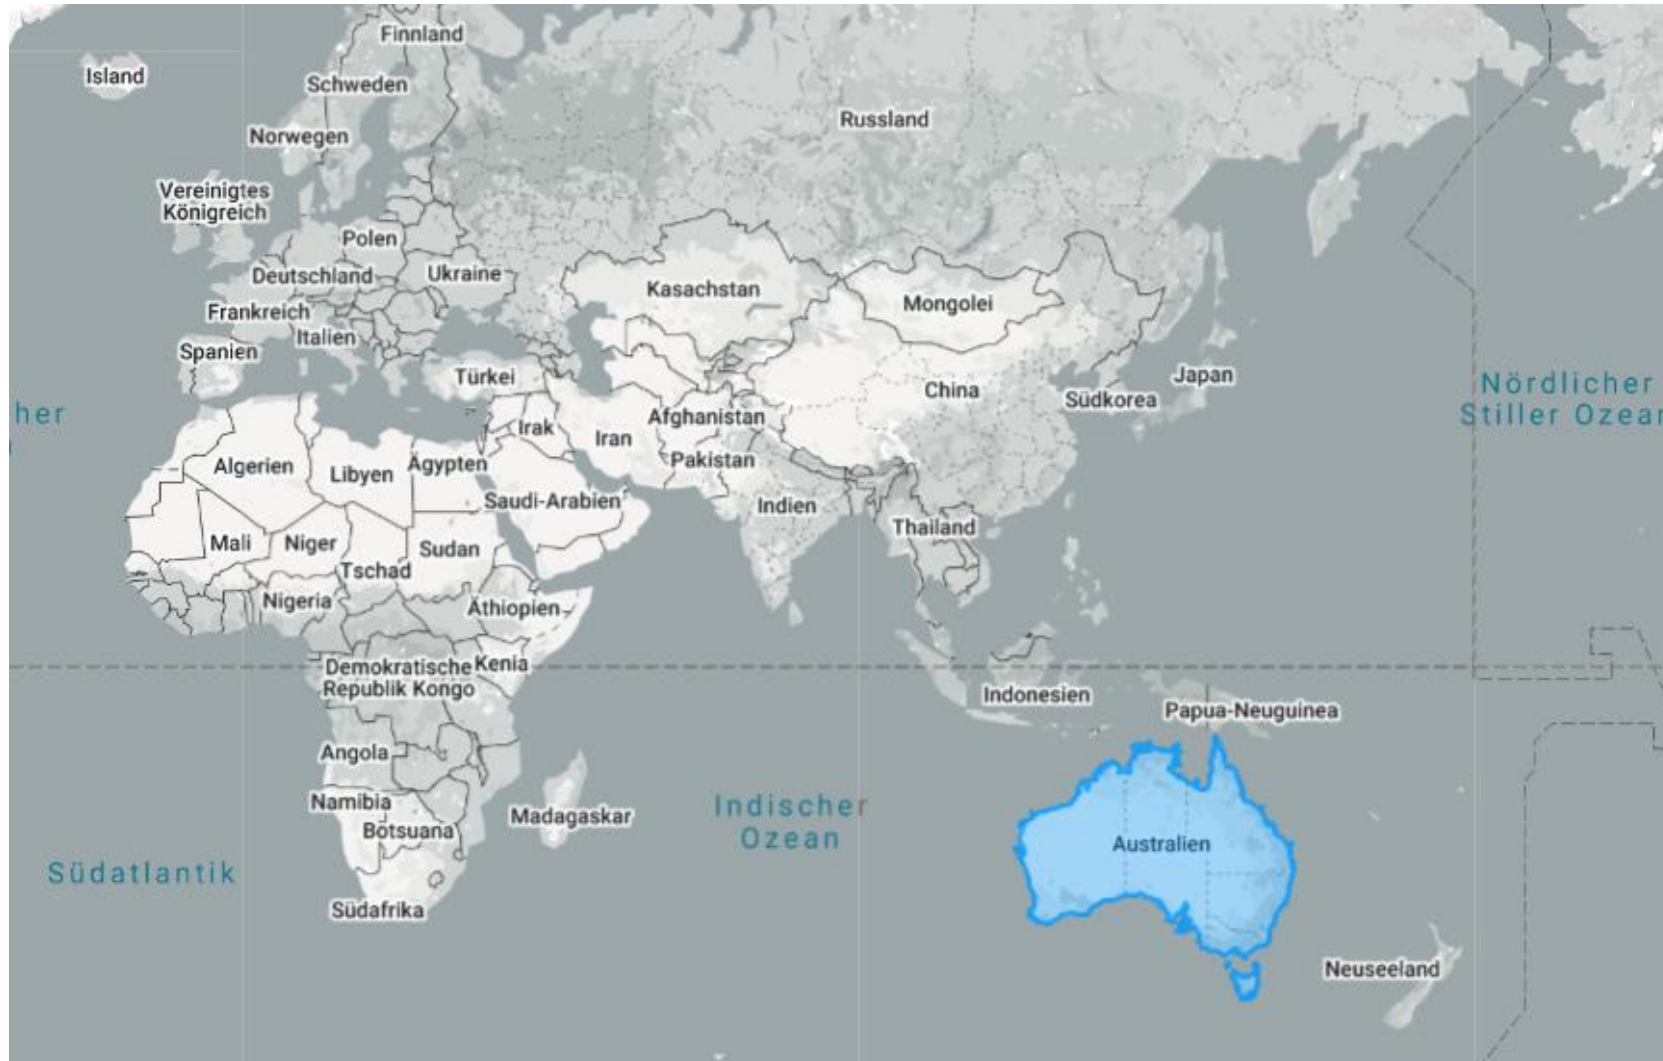 Finnland
Island
Schweden
Russland
Norwegen
Vereinigtes
Königreich
Polen
Deutschland
Ukraine
Kasachstan
Mongolei
Frankreich
Italien
Spanien
Türkei
Japan
China
Südkorea
Nördlicher
Stiller Ozean
her
Afghanistan
Irak
Iran
Pakistan
Algerien
Libyen
Ägypten
Saudi-Arabien
Indien
Thailand
Mali
Niger
Sudan
Tschad
Nigeria
Äthiopien
Demokratische
Republik Kongo
Kenia
Indonesien
Papua-Neuguinea
Angola
Namibia
Botsuana
Madagaskar
Indischer
Ozean
Australien
Südatlantik
Südafrika
Neuseeland